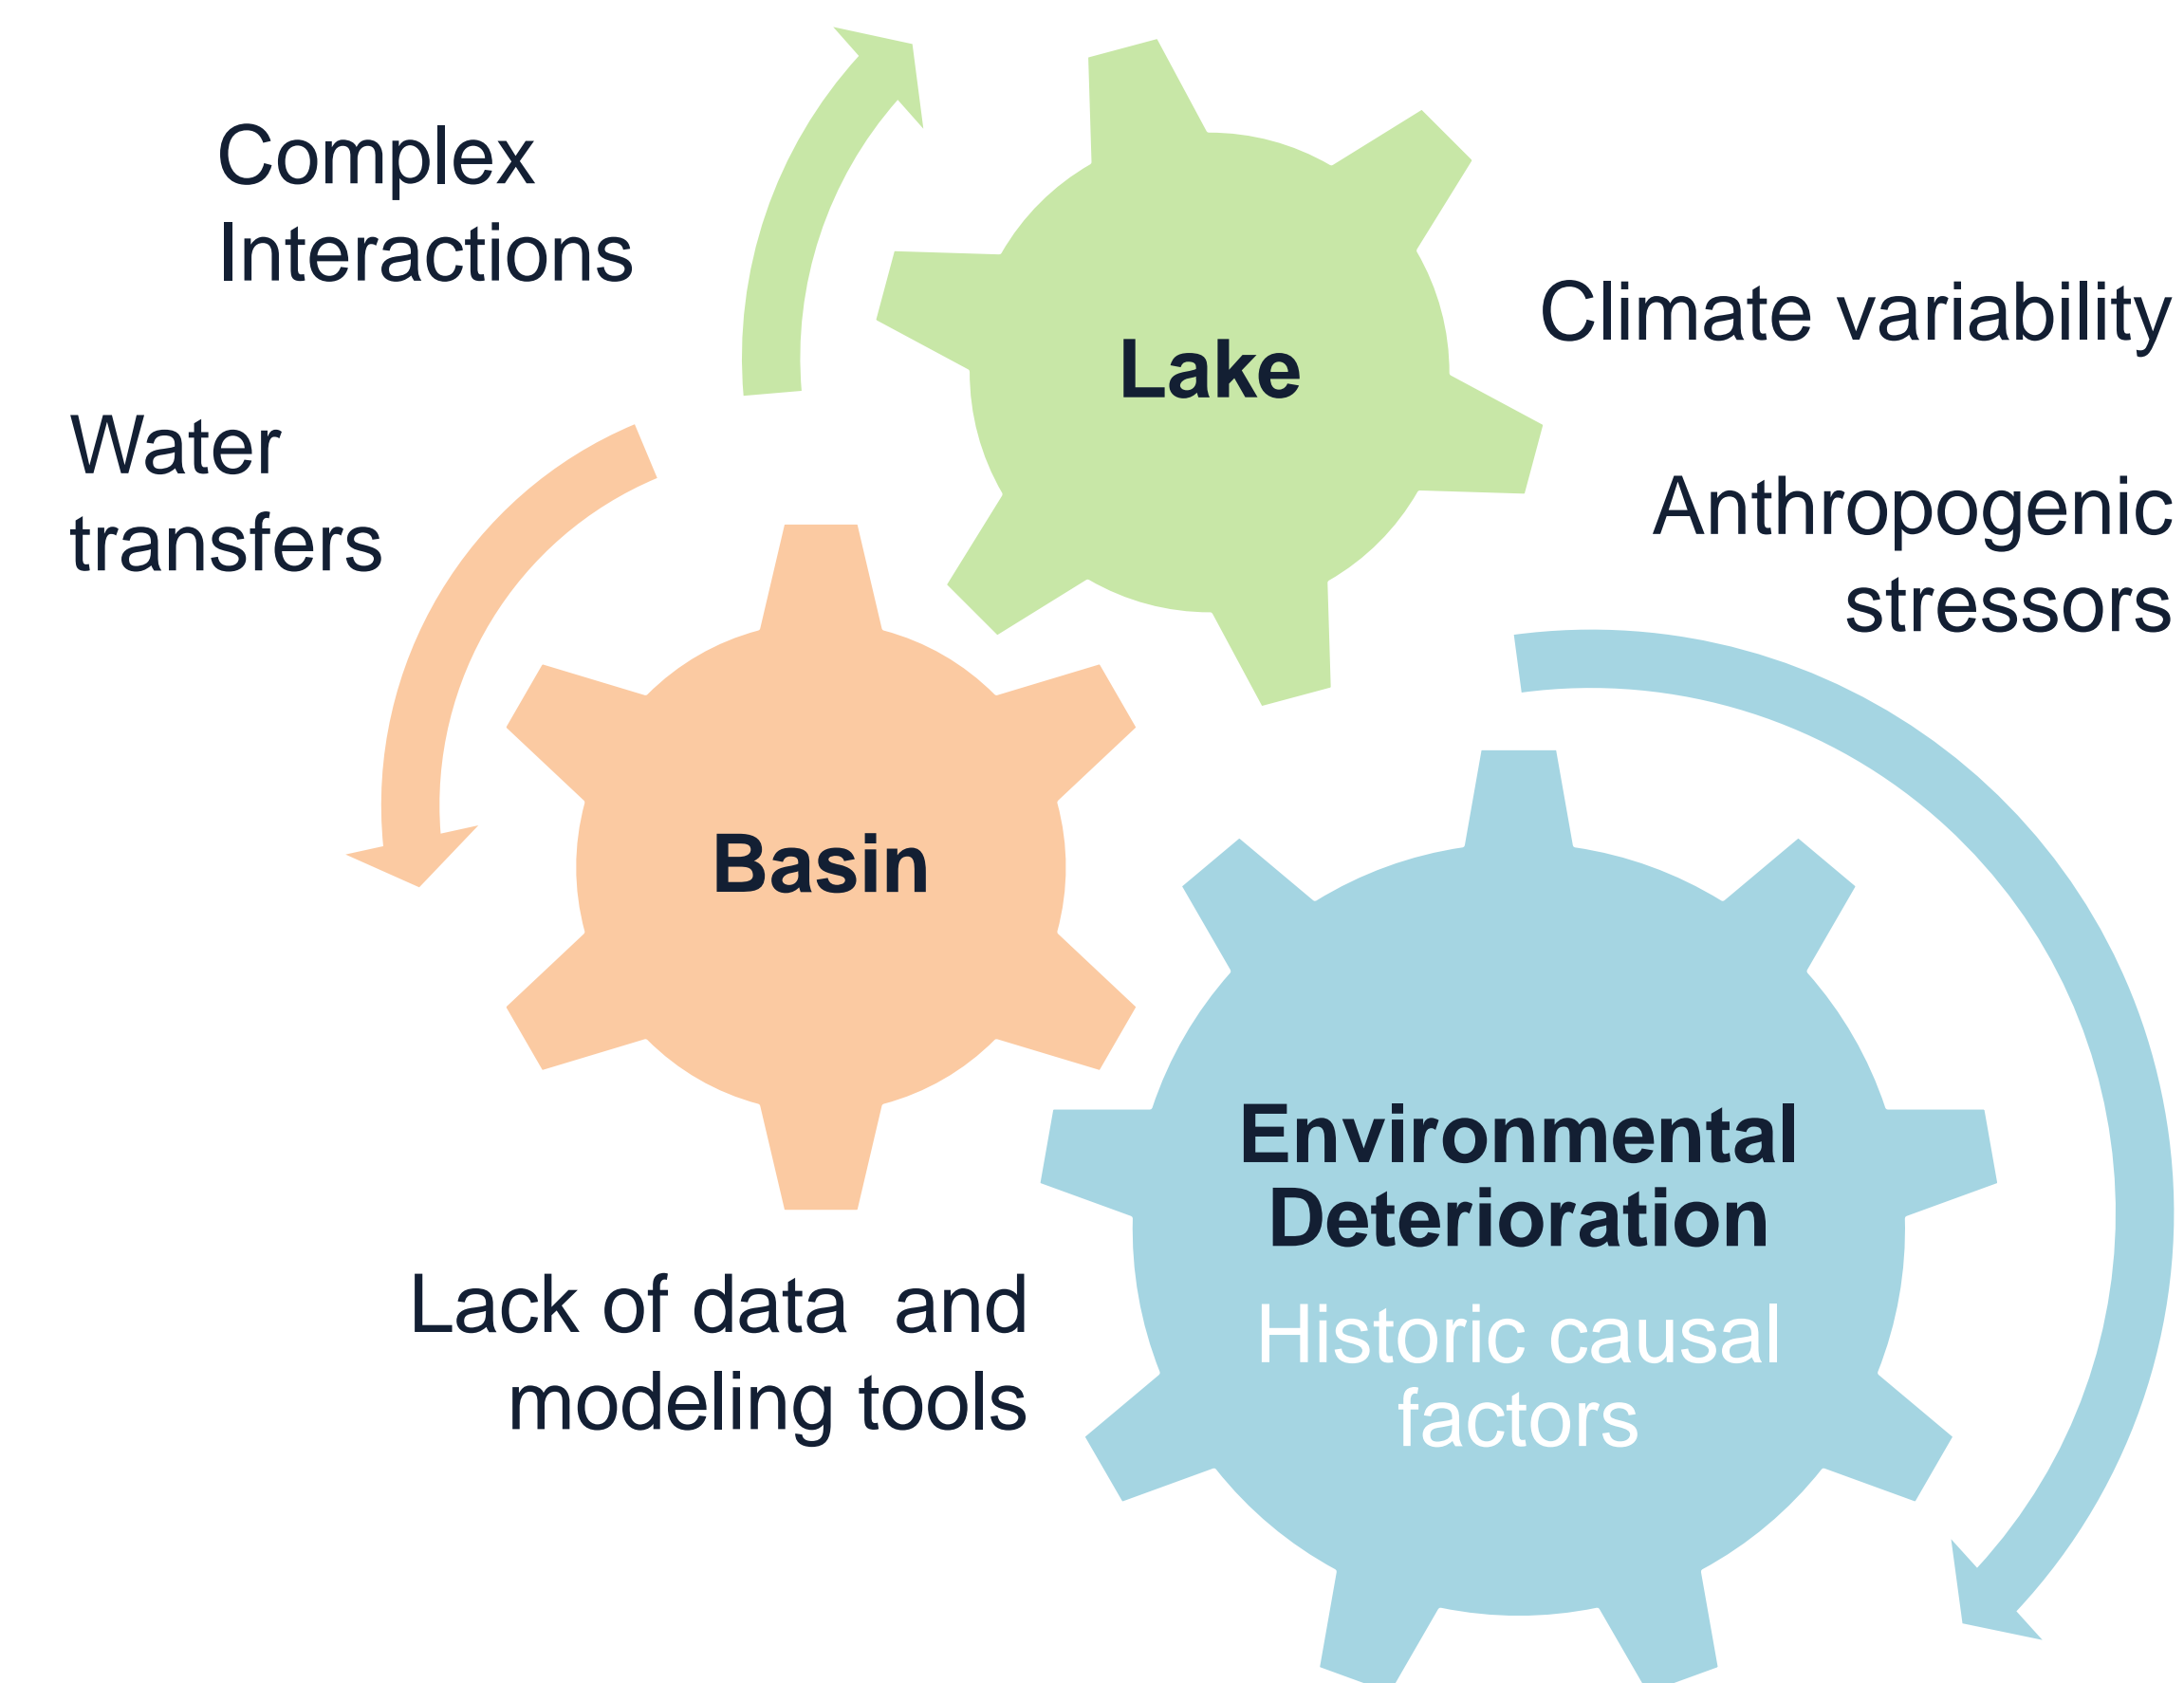 Complex
Interactions
Water
transfers
Lake
Climate variability
Anthropogenic
stressors
Basin
Environmental
Deterioration
Historic causal
factors
Lack of data  and
modeling tools